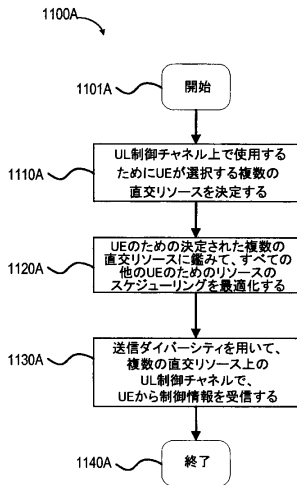 1100A
1101A
開始
1110A
UL制御チャネル上で使用する
ためにUEが選択する複数の
直交リソースを決定する
1120A
UEのための決定された複数の
直交リソースに鑑みて、すべての
他のUEのためのリソースの
スケジューリングを最適化する
1130A
送信ダイバーシティを用いて、
複数の直交リソース上の
UL制御チャネルで、
UEから制御情報を受信する
1140A
終了